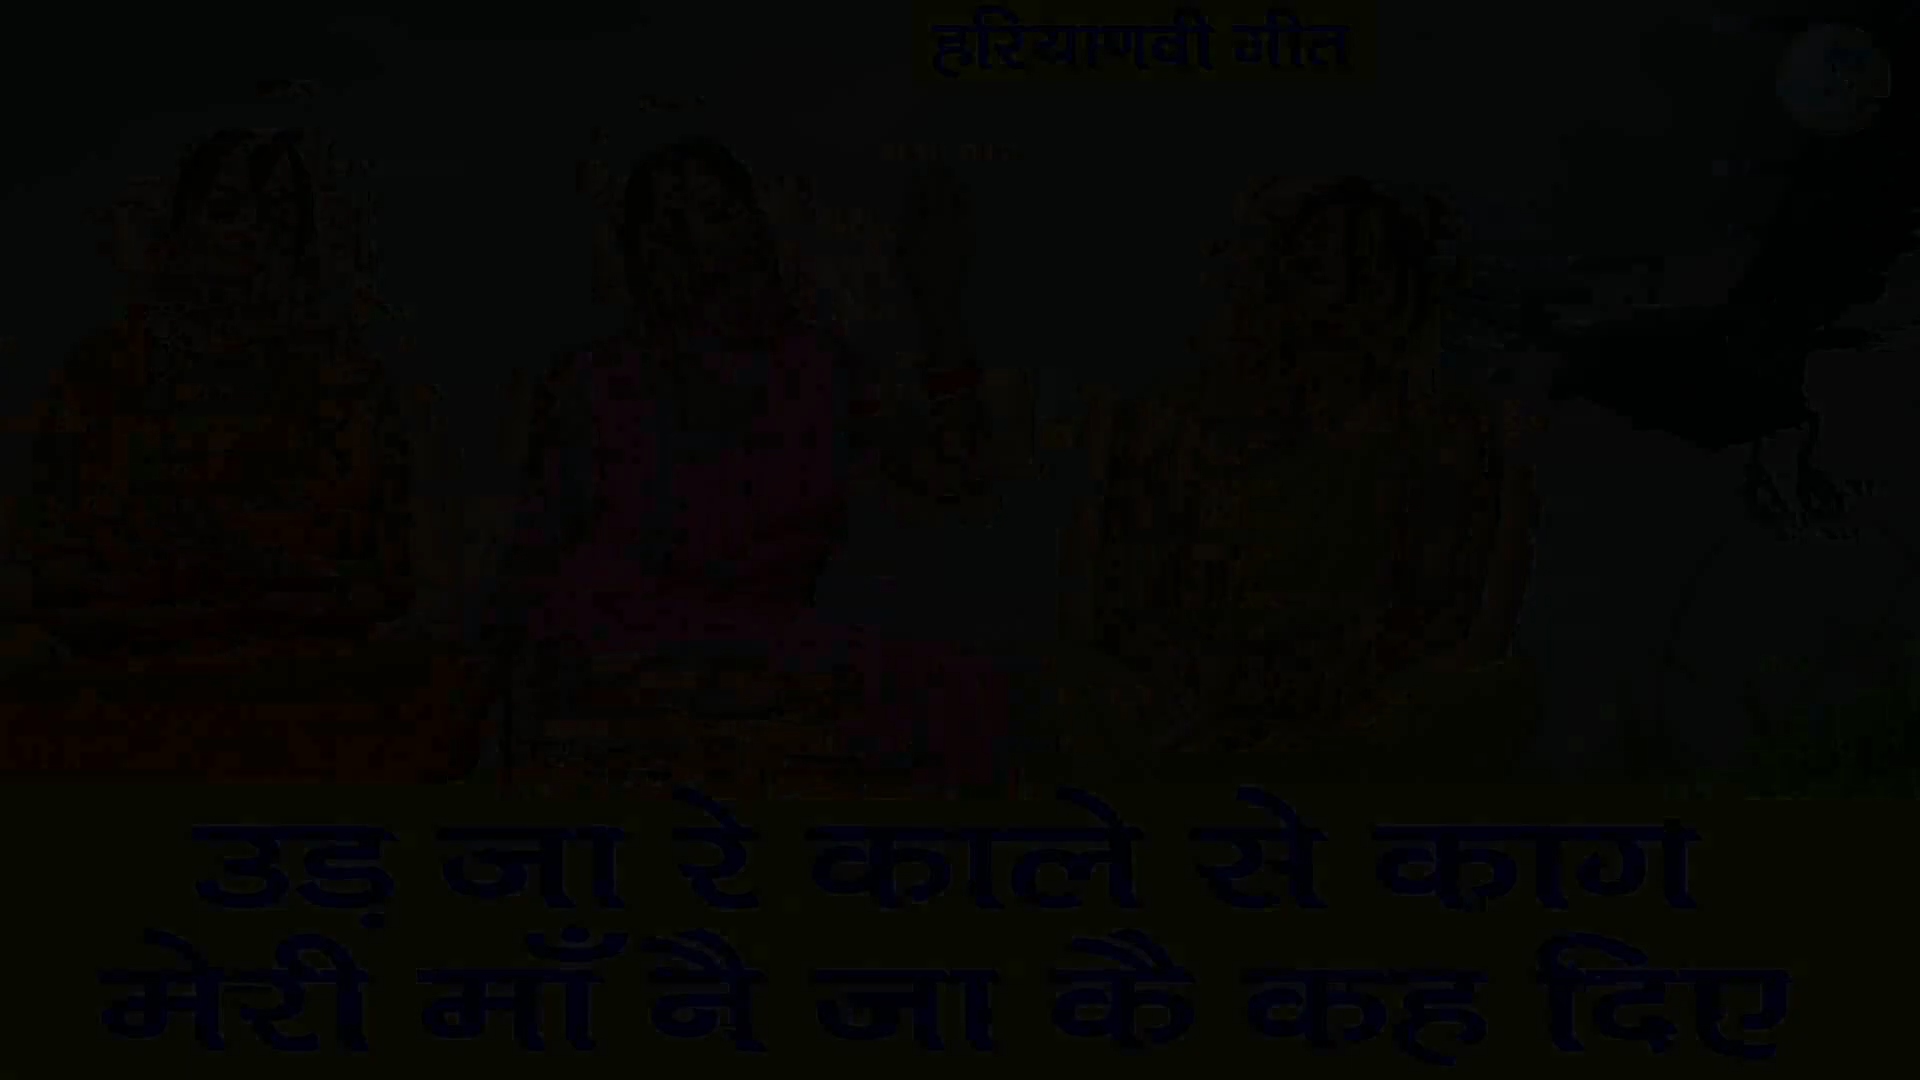 हरियाणवी गीत
उड़ जा रे काले से काग
मेरी माँ नै जा कै कह दिए